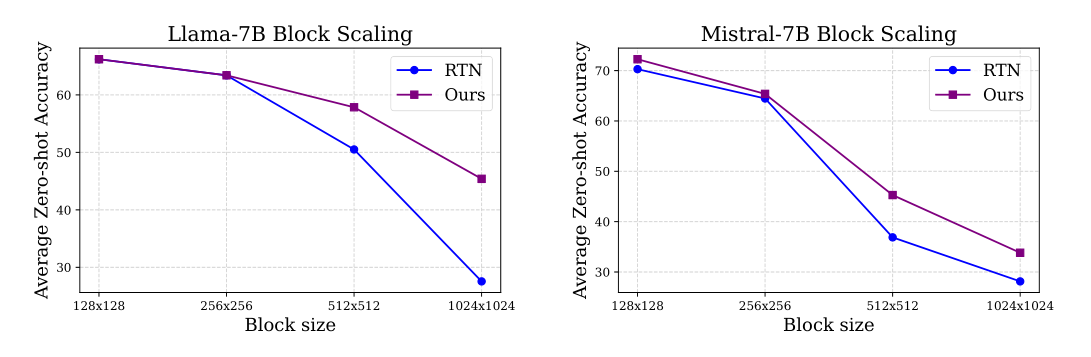 Llama-7B Block Scaling
Average Zero-shot Accuracy
60
50
40
30
RTN
Ours
128x128 256x256 512x512 1024x1024
Block size
Mistral-7B Block Scaling
Average Zero-shot Accuracy
70
60
50
40
30
RTN
Ours
128x128 256x256 512x512 1024x1024
Block size